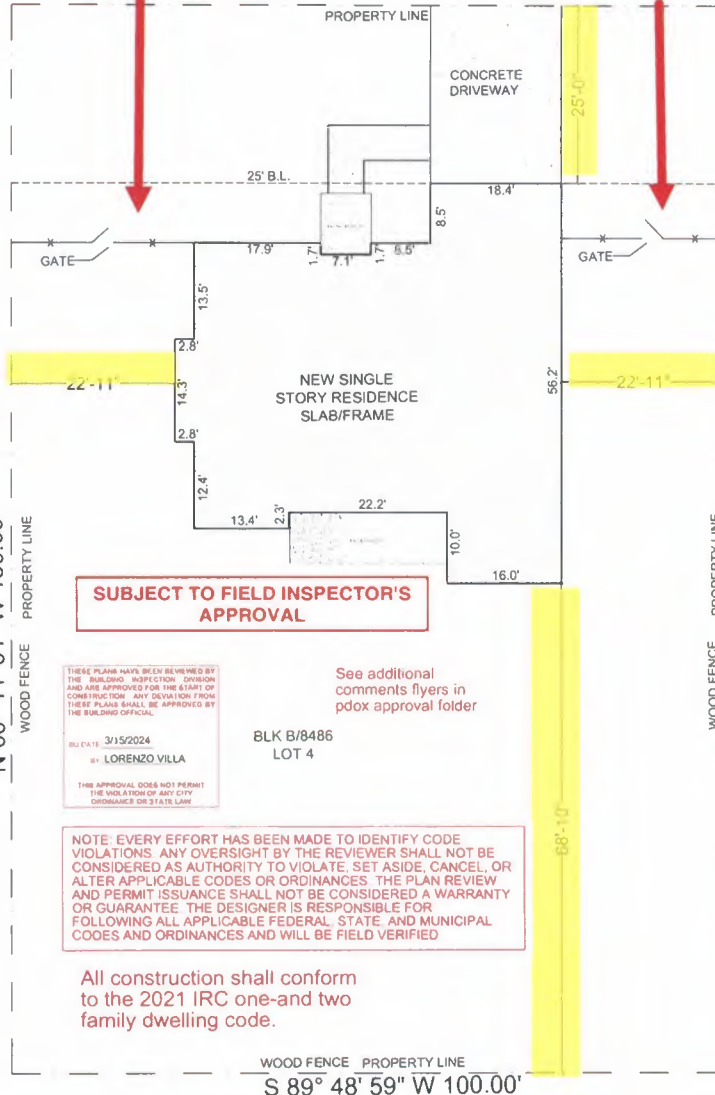 PROPERTY LINE
CONCRETE
DRIVEWAY
25'-0"
25' B.L.
18.4'
8.5'
GATE
17.9'
1.7'
7.1'
1.7'
6.5'
GATE
13.5'
2.8'
22'-11"
14.3'
NEW SINGLE
STORY RESIDENCE
SLAB/FRAME
56.2'
22'-11"
2.8'
12.4'
13.4'
2.3'
22.2'
10.0'
16.0'
PROPERTY LINE
WOOD FENCE
PROPERTY LINE
WOOD FENCE
SUBJECT TO FIELD INSPECTOR'S
APPROVAL
THESE PLANS HAVE BEEN REVIEWED BY
THE BUILDING INSPECTION DIVISION
AND ARE APPROVED FOR THE START OF
CONSTRUCTION ANY DEVIATION FROM
THESE PLANS SHALL BE APPROVED BY
THE BUILDING OFFICIAL
DATE 3/15/2024
BY LORENZO VILLA
THIS APPROVAL DOES NOT PERMIT
THE VIOLATION OF ANY CITY
ORDINANCE OR STATE LAW
See additional
comments flyers in
pdox approval folder
BLK B/8486
LOT 4
68'-10"
NOTE: EVERY EFFORT HAS BEEN MADE TO IDENTIFY CODE
VIOLATIONS. ANY OVERSIGHT BY THE REVIEWER SHALL NOT BE
CONSIDERED AS AUTHORITY TO VIOLATE, SET ASIDE, CANCEL, OR
ALTER APPLICABLE CODES OR ORDINANCES. THE PLAN REVIEW
AND PERMIT ISSUANCE SHALL NOT BE CONSIDERED A WARRANTY
OR GUARANTEE. THE DESIGNER IS RESPONSIBLE FOR
FOLLOWING ALL APPLICABLE FEDERAL, STATE, AND MUNICIPAL
CODES AND ORDINANCES AND WILL BE FIELD VERIFIED
All construction shall conform
to the 2021 IRC one-and two
family dwelling code.
WOOD FENCE PROPERTY LINE
S 89° 48' 59" W 100.00'